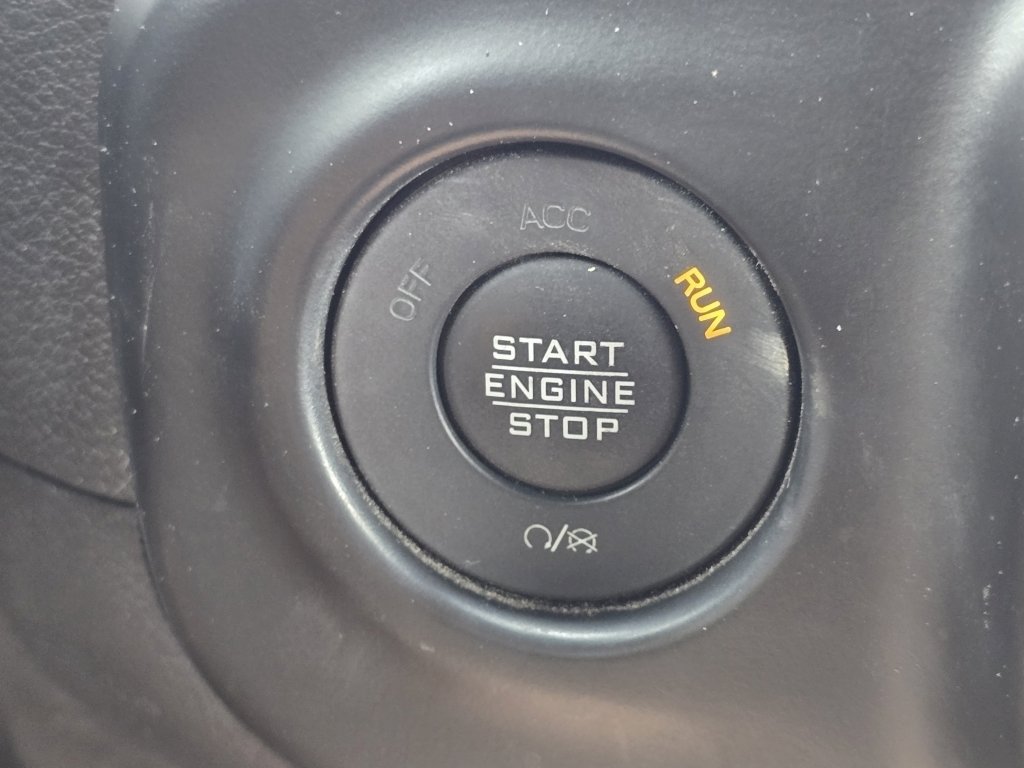 ACC
OFF
RUN
START
ENGINE
STOP